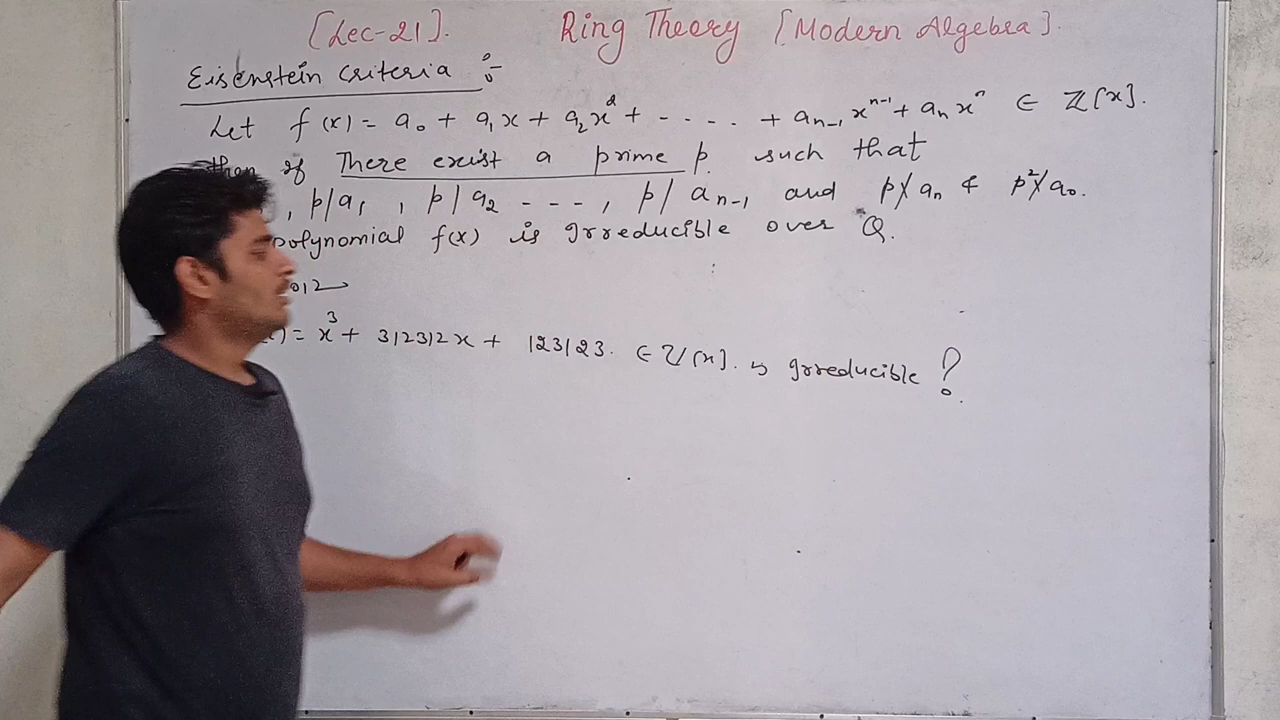 [Lec-21]. Ring Theory [Modern Algebra].
Eisenstein Criteria :-
Let f(x) = a₀ + a₁x + a₂x² + - - - - + aₙ₋₁xⁿ⁻¹ + aₙxⁿ ∈ ℤ[x].
then if There exist a prime p. such that
, p/a₁ , p/a₂ - - - , p/aₙ₋₁ and p∤aₙ & p²∤a₀.
polynomial f(x) is Irreducible over Q.
012
) = x³ + 312312x + 123123. ∈ ℤ[x]. is Irreducible ?